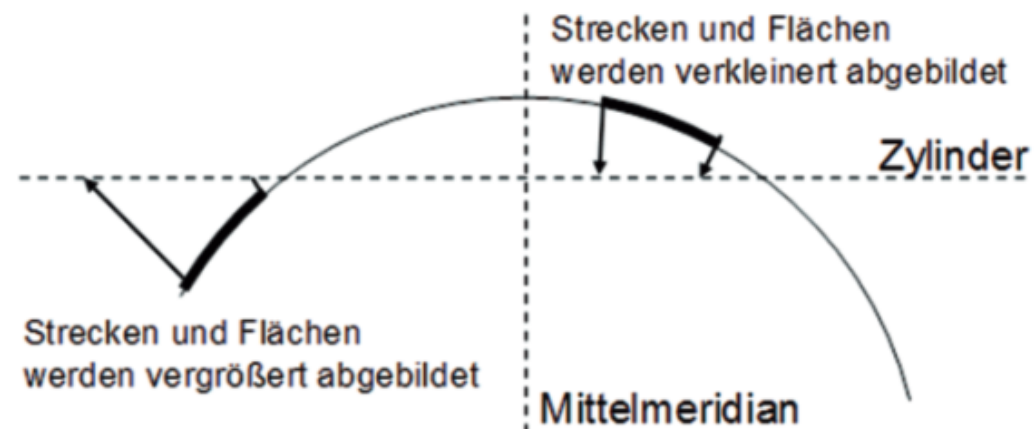 Strecken und Flächen
werden verkleinert abgebildet
Zylinder
Strecken und Flächen
werden vergrößert abgebildet
Mittelmeridian